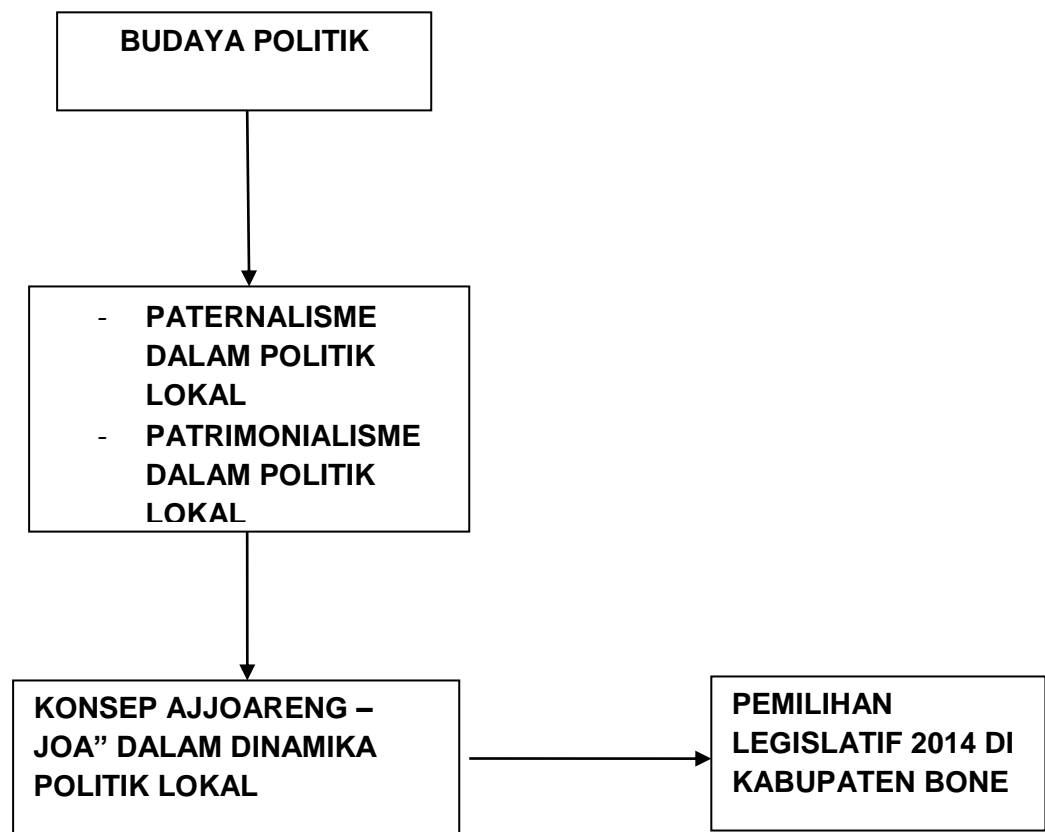 BUDAYA POLITIK
- PATERNALISME
DALAM POLITIK
LOKAL
- PATRIMONIALISME
DALAM POLITIK
LOKAL
KONSEP AJJOARENG –
JOA” DALAM DINAMIKA
POLITIK LOKAL
PEMILIHAN
LEGISLATIF 2014 DI
KABUPATEN BONE